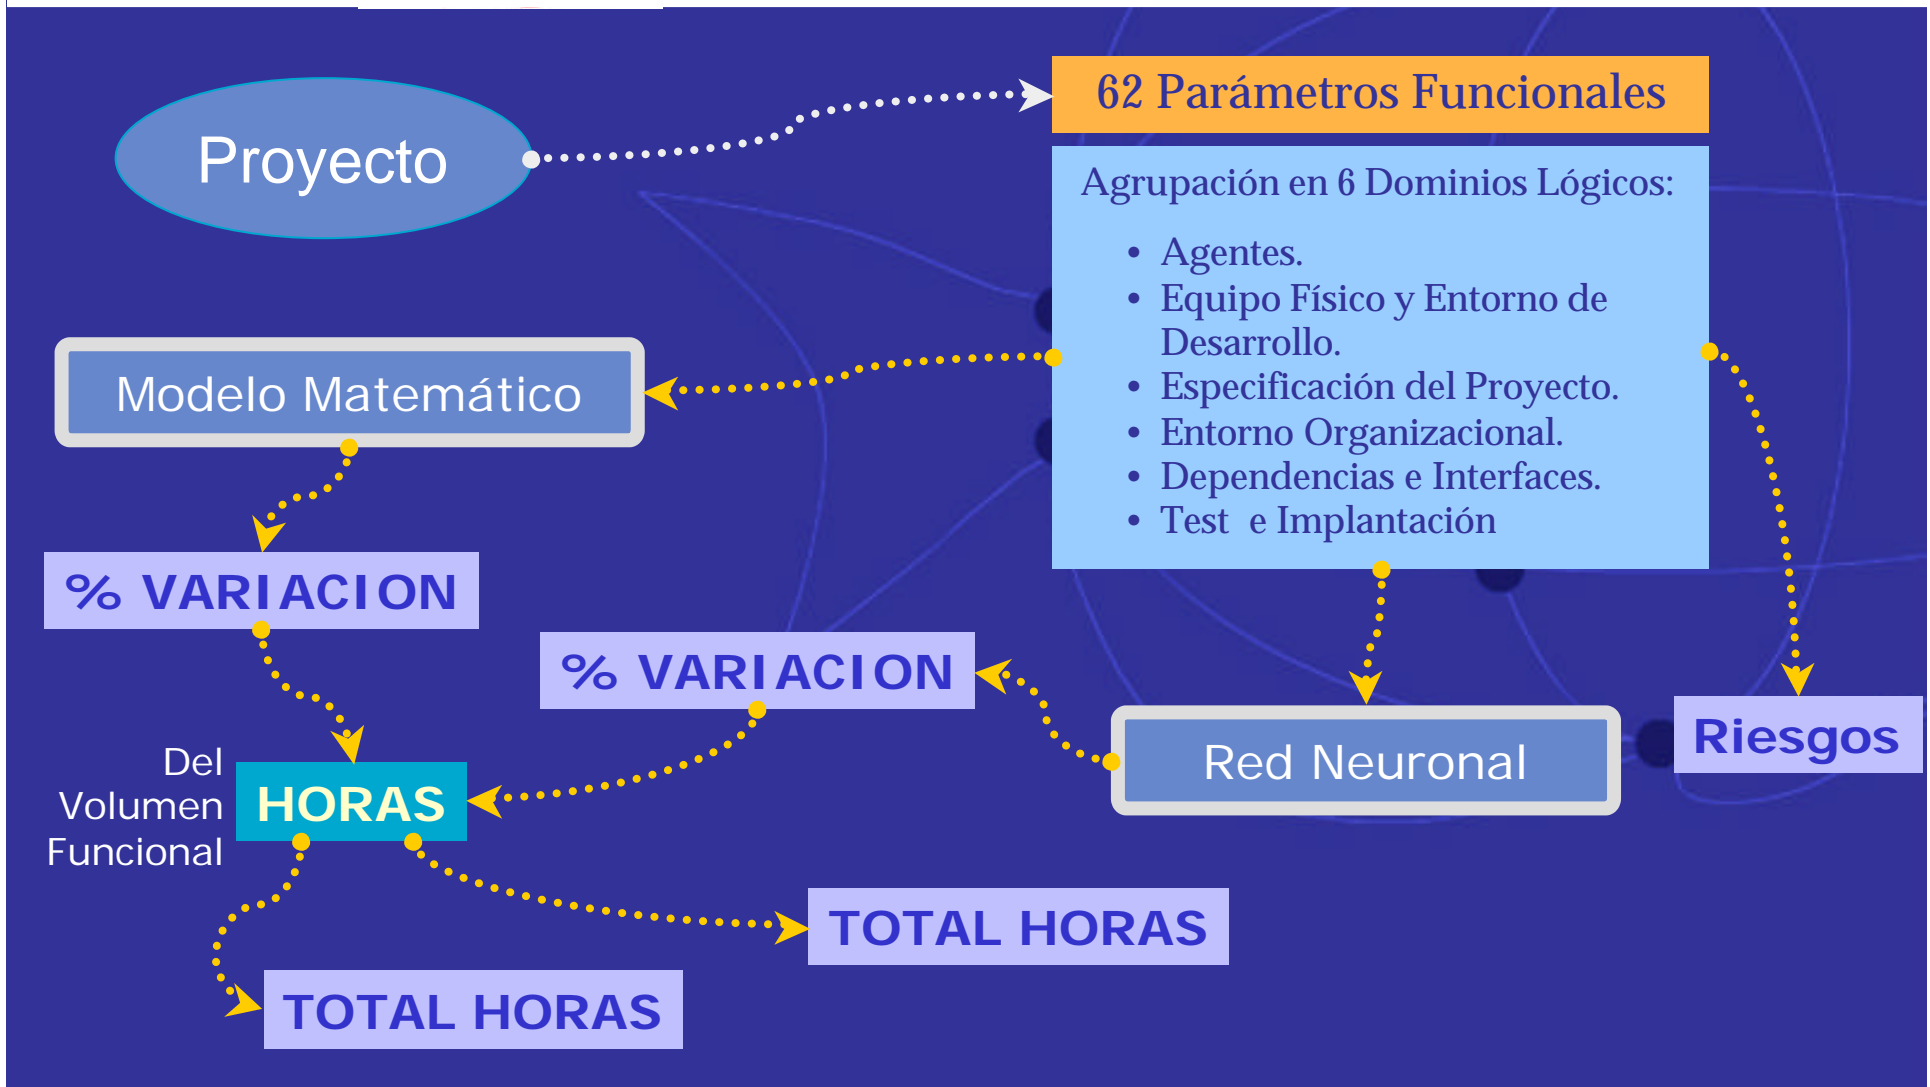 Proyecto
62 Parámetros Funcionales
Agrupación en 6 Dominios Lógicos:
• Agentes.
• Equipo Físico y Entorno de
Desarrollo.
• Especificación del Proyecto.
• Entorno Organizacional.
• Dependencias e Interfaces.
• Test e Implantación
Modelo Matemático
% VARIACION
% VARIACION
Red Neuronal
Riesgos
Del
Volumen
Funcional
HORAS
TOTAL HORAS
TOTAL HORAS